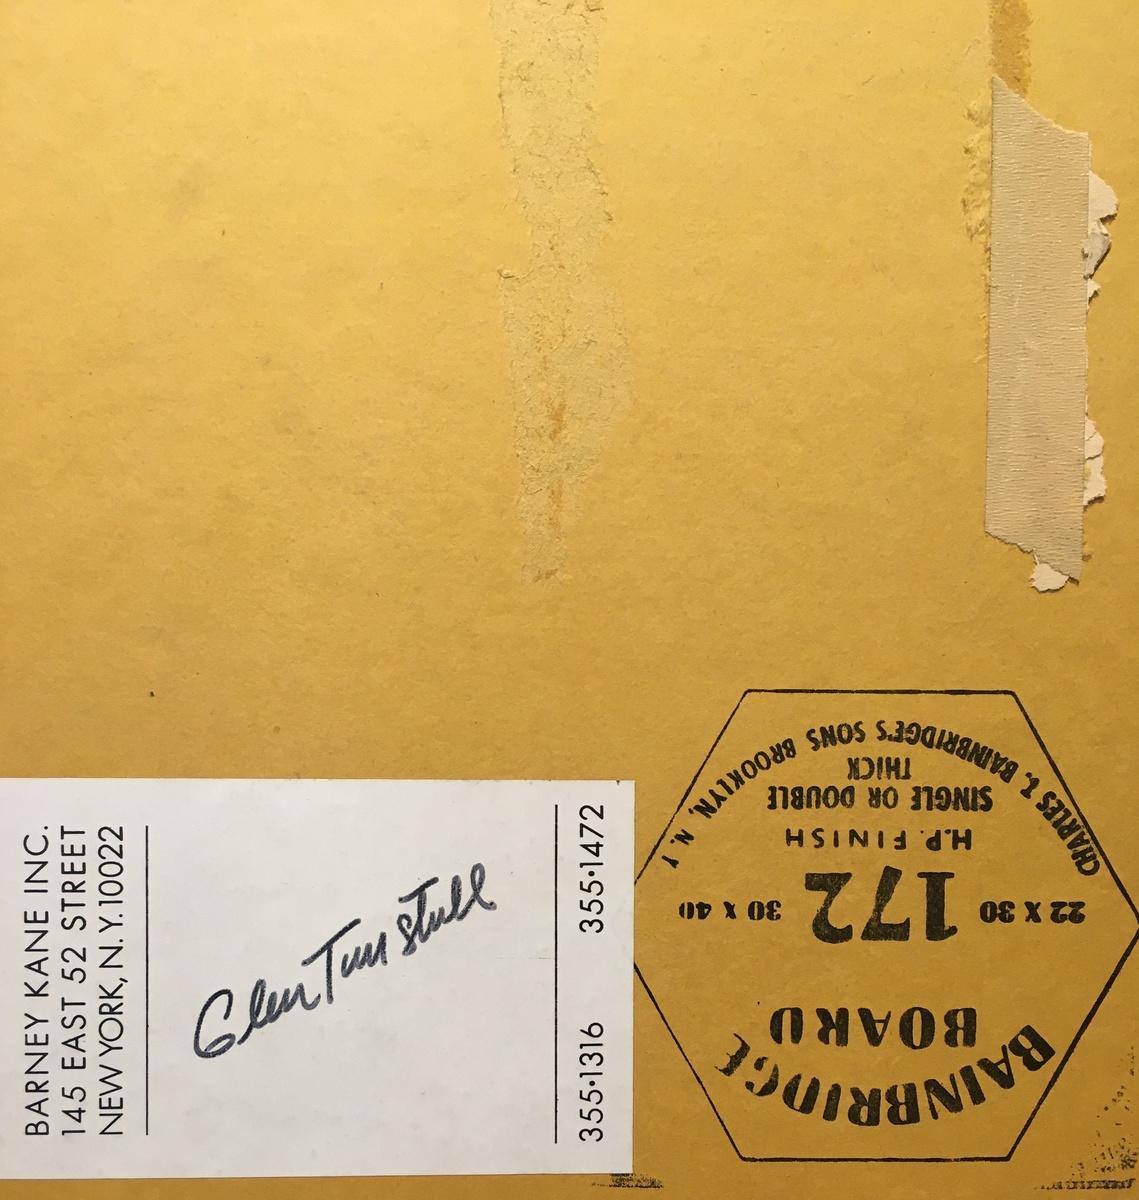 BARNEY KANE INC.
145 EAST 52 STREET
NEW YORK, N.Y. 10022
Glen Tunstull
355·1316 355·1472
BAINBRIDGE
BOARD
22 X 30 172 30 X 40
H.P. FINISH
SINGLE OR DOUBLE
THICK
CHARLES T. BAINBRIDGE'S SONS BROOKLYN, N.Y